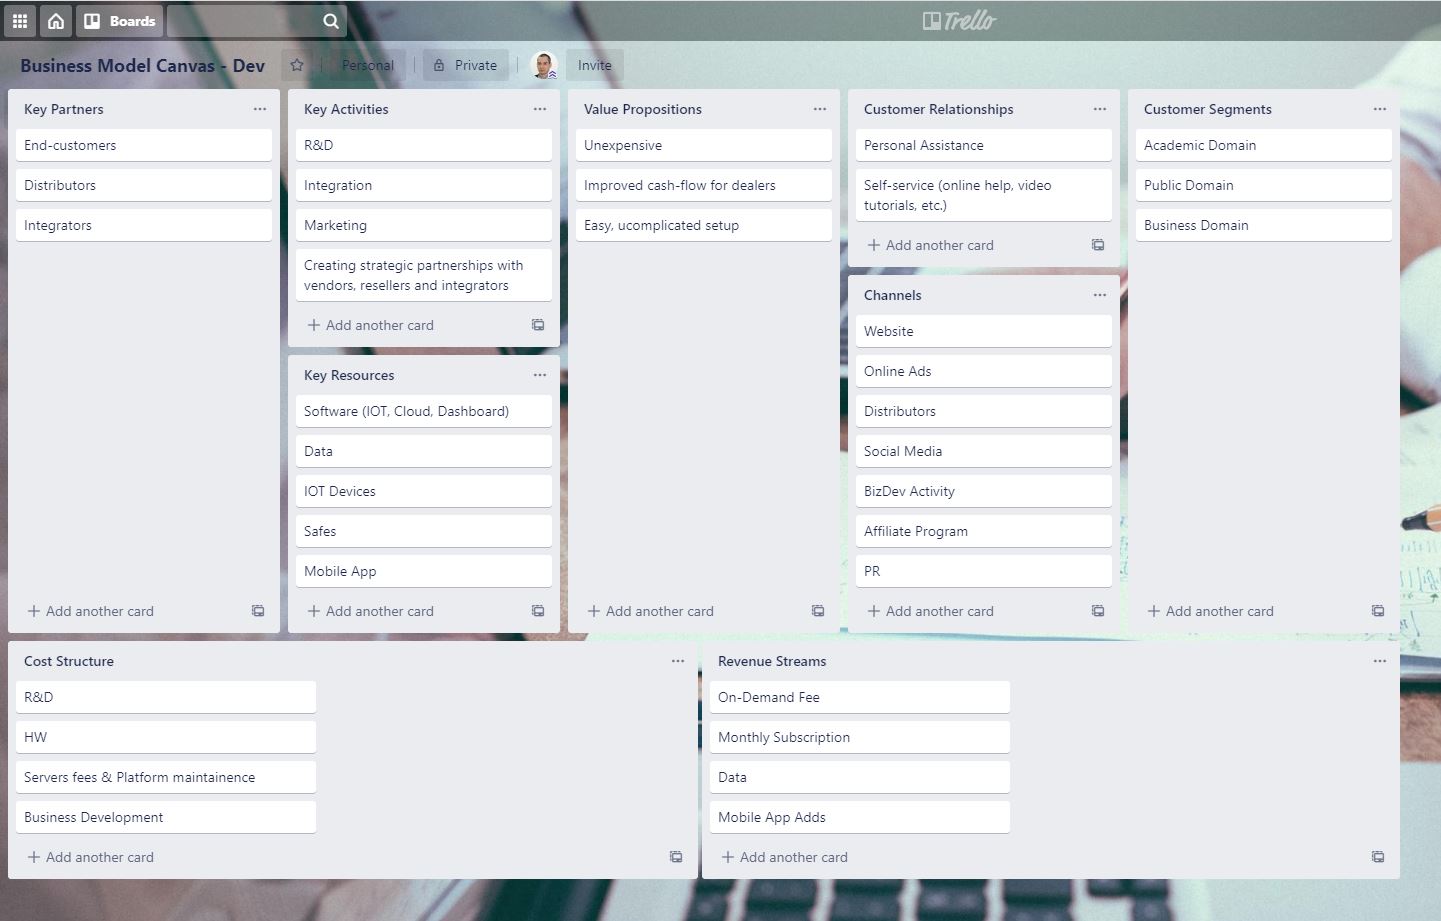 Boards
Trello
Business Model Canvas - Dev
Personal
Private
Invite
Key Partners
End-customers
Distributors
Integrators
Add another card
Key Activities
R&D
Integration
Marketing
Creating strategic partnerships with
vendors, resellers and integrators
Add another card
Key Resources
Software (IOT, Cloud, Dashboard)
Data
IOT Devices
Safes
Mobile App
Add another card
Value Propositions
Unexpensive
Improved cash-flow for dealers
Easy, ucomplicated setup
Add another card
Customer Relationships
Personal Assistance
Self-service (online help, video
tutorials, etc.)
Add another card
Channels
Website
Online Ads
Distributors
Social Media
BizDev Activity
Affiliate Program
PR
Add another card
Customer Segments
Academic Domain
Public Domain
Business Domain
Add another card
Cost Structure
R&D
HW
Servers fees & Platform maintainence
Business Development
Add another card
Revenue Streams
On-Demand Fee
Monthly Subscription
Data
Mobile App Adds
Add another card